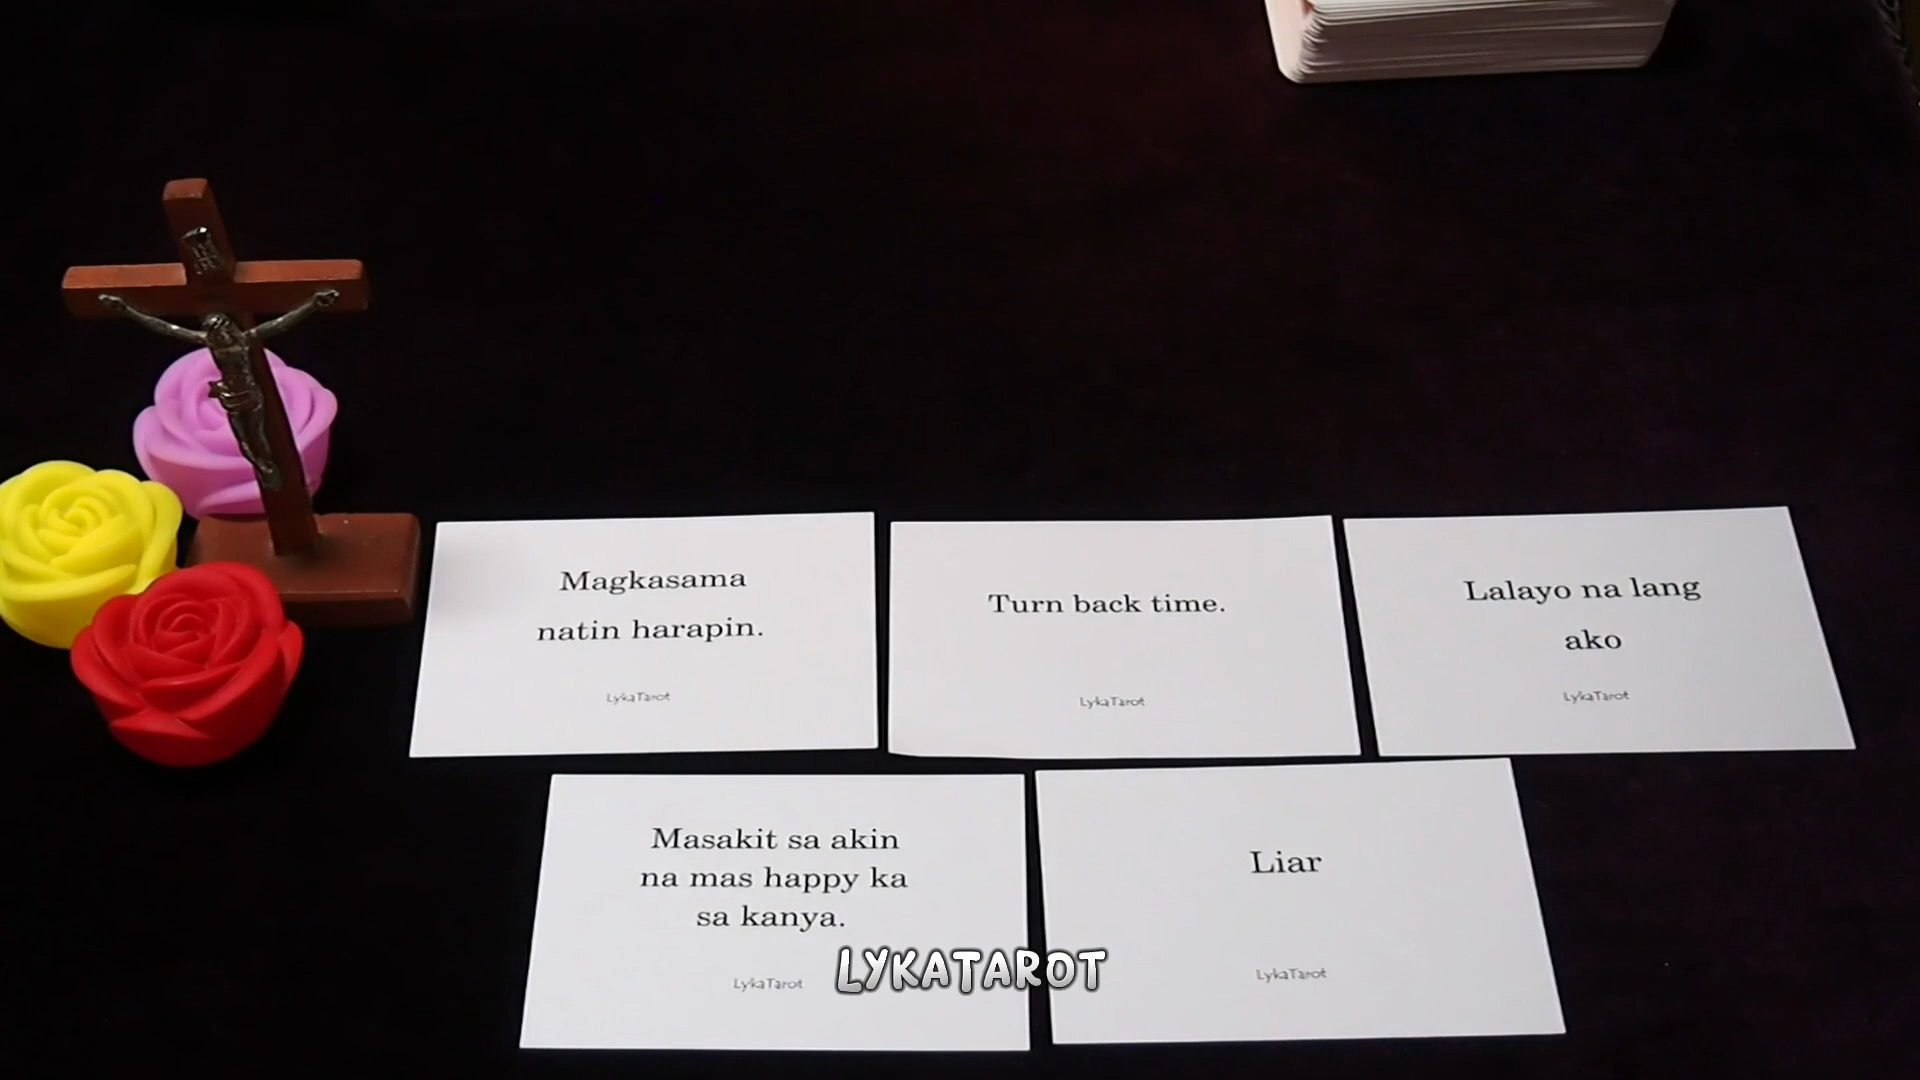 Magkasama
natin harapin.
LykaTarot
Turn back time.
LykaTarot
Lalayo na lang
ako
LykaTarot
Masakit sa akin
na mas happy ka
sa kanya.
LykaTarot
Liar
LykaTarot
LYKATAROT